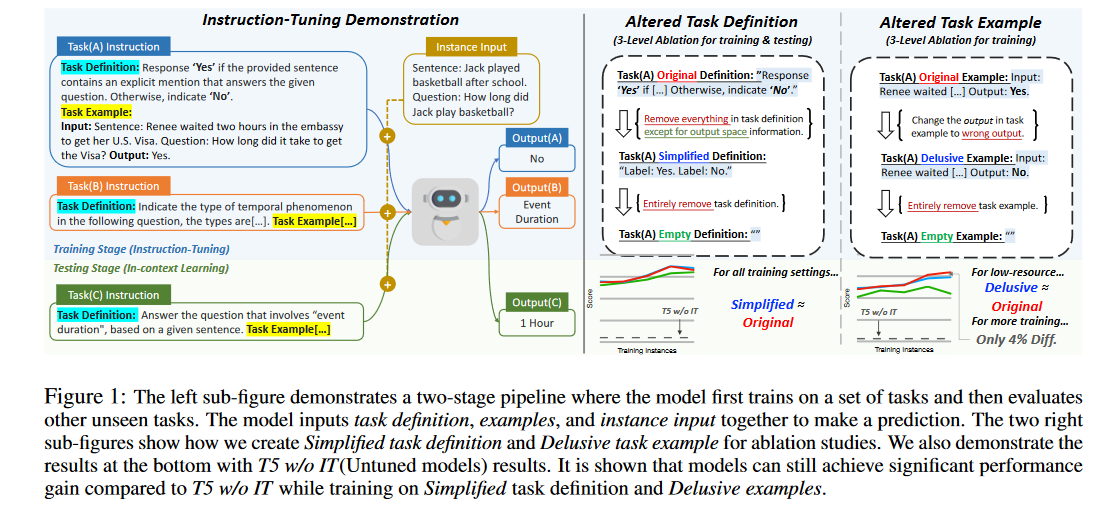 Instruction-Tuning Demonstration
Task(A) Instruction
Task Definition: Response ‘Yes’ if the provided sentence
contains an explicit mention that answers the given
question. Otherwise, indicate ‘No’.
Task Example:
Input: Sentence: Renee waited two hours in the embassy
to get her U.S. Visa. Question: How long did it take to get
the Visa? Output: Yes.
Instance Input
Sentence: Jack played
basketball after school.
Question: How long did
Jack play basketball?
Output(A)
No
Task(B) Instruction
Task Definition: Indicate the type of temporal phenomenon
in the following question, the types are[...]. Task Example[...]
Output(B)
Event
Duration
Training Stage (Instruction-Tuning)
Testing Stage (In-context Learning)
Task(C) Instruction
Task Definition: Answer the question that involves “event
duration", based on a given sentence. Task Example[...]
Output(C)
1 Hour
Altered Task Definition
(3-Level Ablation for training & testing)
Task(A) Original Definition: ”Response
‘Yes’ if [...] Otherwise, indicate ‘No’.”
Remove everything in task definition
except for output space information.
Task(A) Simplified Definition:
“Label: Yes. Label: No.”
Entirely remove task definition.
Task(A) Empty Definition: “”
For all training settings...
Simplified ≈
Original
Score
T5 w/o IT
Training Instances
Altered Task Example
(3-Level Ablation for training)
Task(A) Original Example: Input:
Renee waited [...] Output: Yes.
Change the output in task
example to wrong output.
Task(A) Delusive Example: Input:
Renee waited [...] Output: No.
Entirely remove task example.
Task(A) Empty Example: “”
For low-resource...
Delusive ≈
Original
For more training...
Only 4% Diff.
Score
T5 w/o IT
Training Instances
Figure 1: The left sub-figure demonstrates a two-stage pipeline where the model first trains on a set of tasks and then evaluates
other unseen tasks. The model inputs task definition, examples, and instance input together to make a prediction. The two right
sub-figures show how we create Simplified task definition and Delusive task example for ablation studies. We also demonstrate the
results at the bottom with T5 w/o IT(Untuned models) results. It is shown that models can still achieve significant performance
gain compared to T5 w/o IT while training on Simplified task definition and Delusive examples.